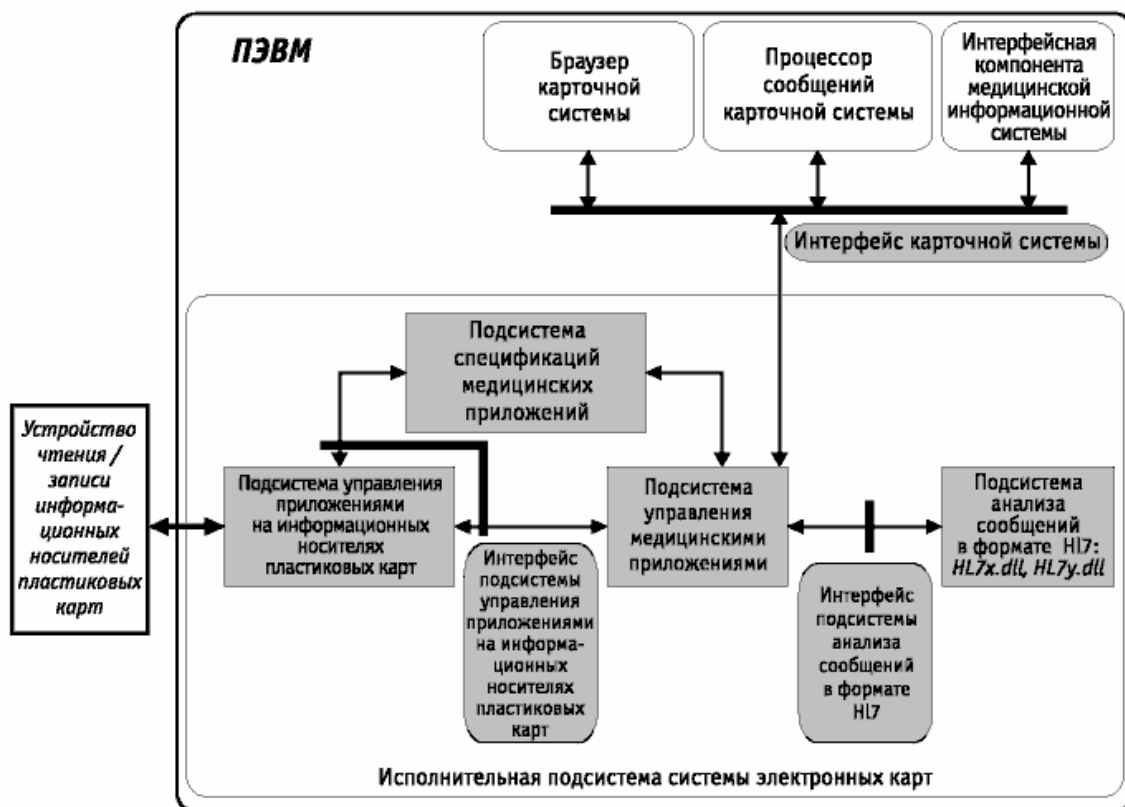 ПЭВМ
Браузер
карточной
системы
Процессор
сообщений
карточной системы
Интерфейсная
компонента
медицинской
информационной
системы
Интерфейс карточной системы
Подсистема
спецификаций
медицинских
приложений
Устройство
чтения /
записи
информа-
ционных
носителей
пластиковых
карт
Подсистема управления
приложениями
на информационных
носителях
пластиковых карт
Подсистема
управления
медицинскими
приложениями
Подсистема
анализа
сообщений
в формате Hl7:
HL7x.dll, HL7y.dll
Интерфейс
подсистемы
управления
приложениями
на информа-
ционных
носителях
пластиковых
карт
Интерфейс
подсистемы
анализа
сообщений
в формате
Hl7
Исполнительная подсистема системы электронных карт